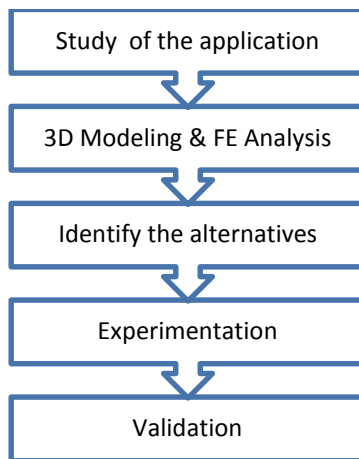 Study of the application
3D Modeling & FE Analysis
Identify the alternatives
Experimentation
Validation